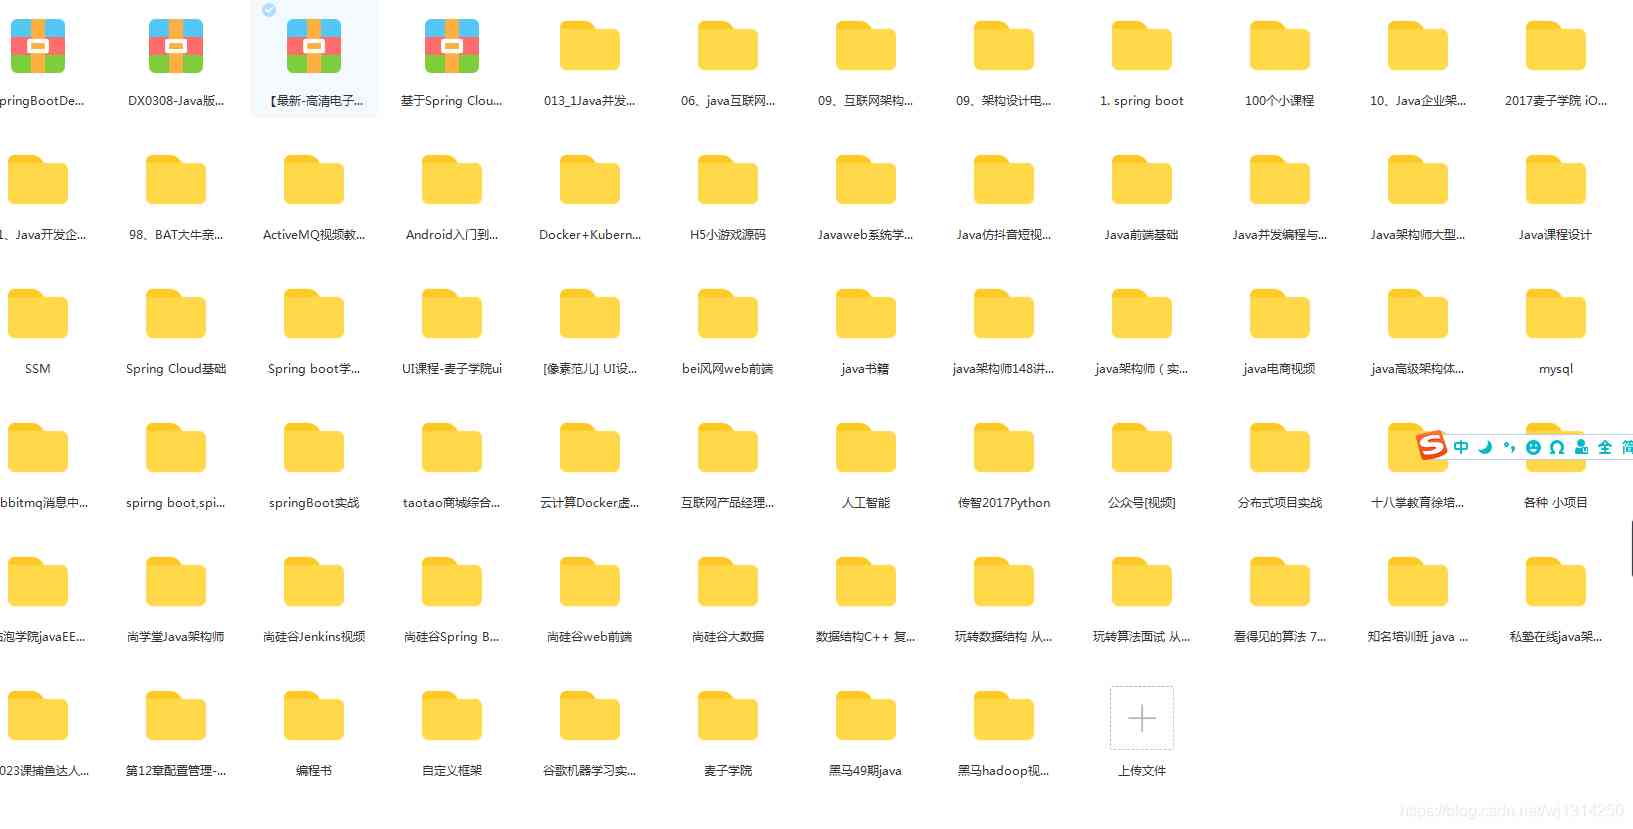 pringBootDe... DX0308-Java版... 【最新-高清电子... 基于Spring Clou... 013_1Java并发... 06、java互联网... 09、互联网架构... 09、架构设计电... 1. spring boot 100个小课程 10、Java企业架... 2017麦子学院 iO...
1、Java开发企... 98、BAT大牛亲... ActiveMQ视频教... Android入门到... Docker+Kubern... H5小游戏源码 Javaweb系统学... Java仿抖音短视... Java前端基础 Java并发编程与... Java架构师大型... Java课程设计
SSM Spring Cloud基础 Spring boot学... UI课程-麦子学院ui [像素范儿] UI设... bei风网web前端 java书籍 java架构师148讲... java架构师（实... java电商视频 java高级架构体... mysql
中 全 简
bbitmq消息中... spirng boot,spi... springBoot实战 taotao商城综合... 云计算Docker虚... 互联网产品经理... 人工智能 传智2017Python 公众号[视频] 分布式项目实战 十八掌教育徐培... 各种 小项目
泡学院javaEE... 尚学堂Java架构师 尚硅谷Jenkins视频 尚硅谷Spring B... 尚硅谷web前端 尚硅谷大数据 数据结构C++ 复... 玩转数据结构 从... 玩转算法面试 从... 看得见的算法 7... 知名培训班 java ... 私塾在线java架...
023课捕鱼达人... 第12章配置管理-... 编程书 自定义框架 谷歌机器学习实... 麦子学院 黑马49期java 黑马hadoop视... 上传文件
https://blog.csdn.net/wj1314250